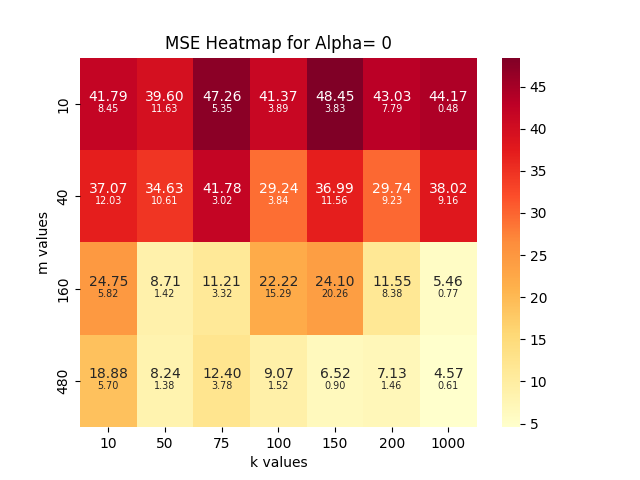 MSE Heatmap for Alpha= 0
10 41.79 39.60 47.26 41.37 48.45 43.03 44.17
8.45 11.63 5.35 3.89 3.83 7.79 0.48
40 37.07 34.63 41.78 29.24 36.99 29.74 38.02
12.03 10.61 3.02 3.84 11.56 9.23 9.16
160 24.75 8.71 11.21 22.22 24.10 11.55 5.46
5.82 1.42 3.32 15.29 20.26 8.38 0.77
480 18.88 8.24 12.40 9.07 6.52 7.13 4.57
5.70 1.38 3.78 1.52 0.90 1.46 0.61
10 50 75 100 150 200 1000
k values
m values
45
40
35
30
25
20
15
10
5